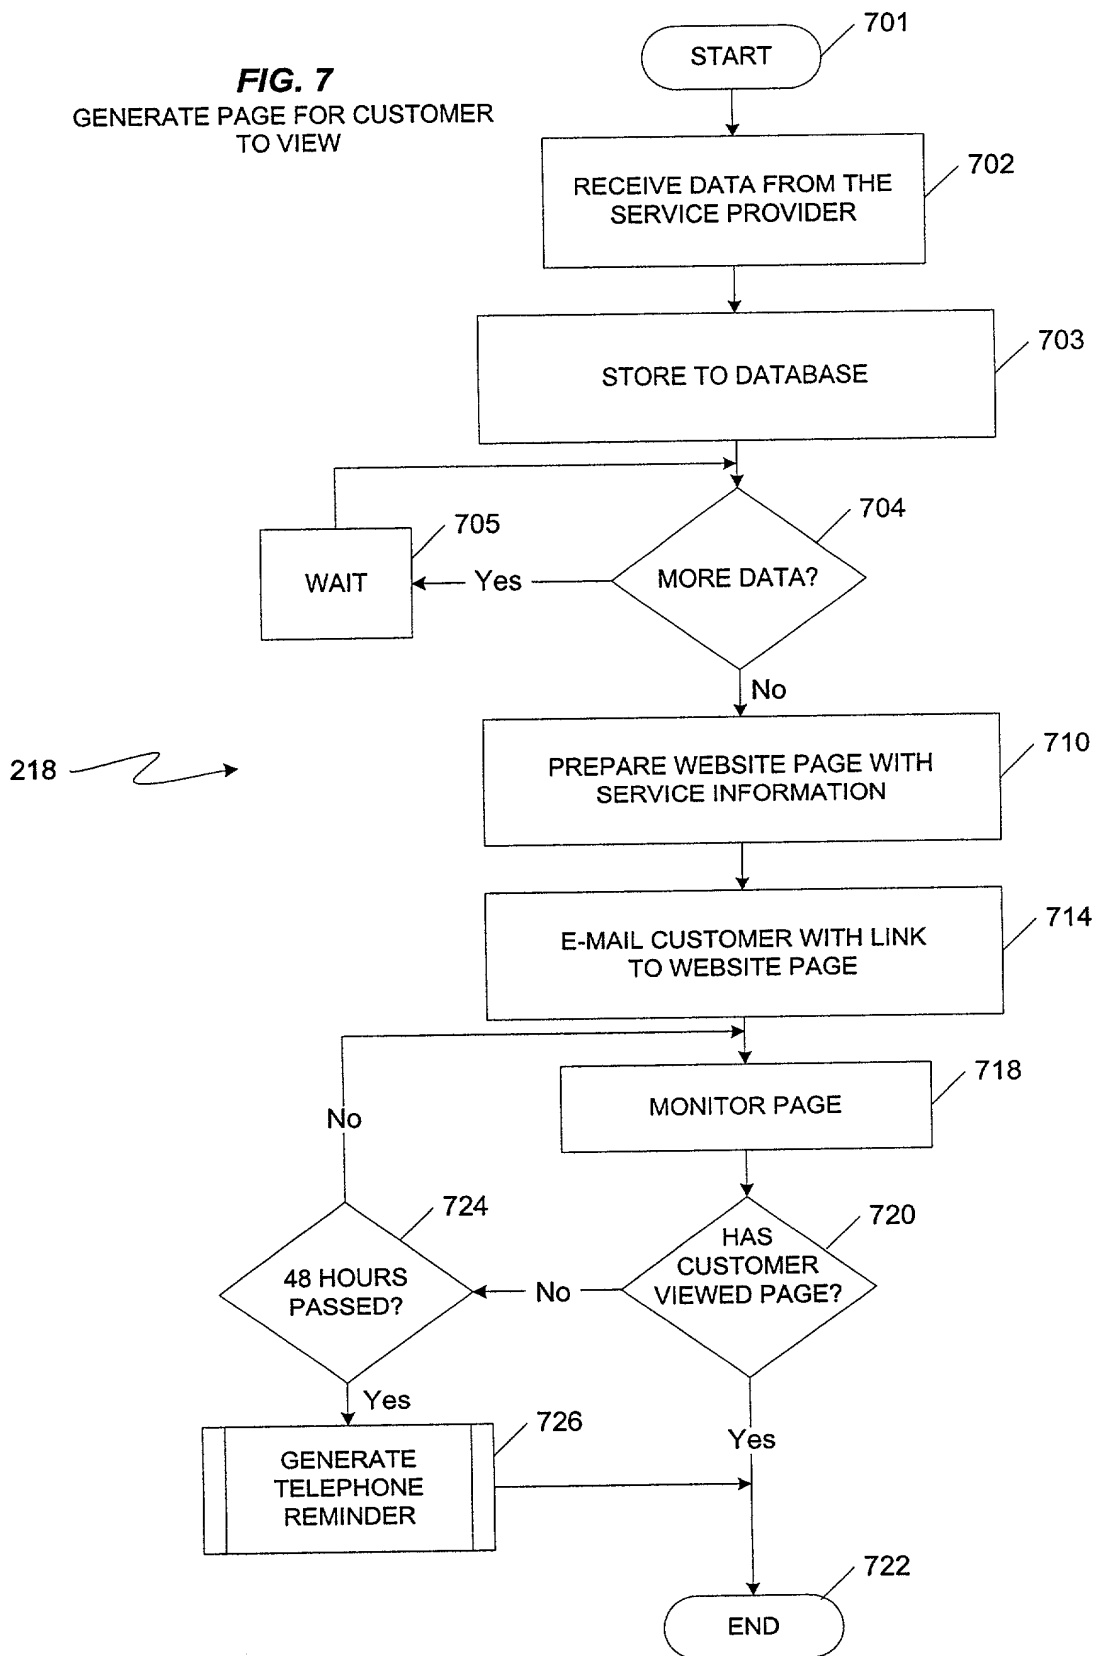 FIG. 7
GENERATE PAGE FOR CUSTOMER
TO VIEW
START
701
RECEIVE DATA FROM THE
SERVICE PROVIDER
702
STORE TO DATABASE
703
MORE DATA?
704
Yes
WAIT
705
No
218
PREPARE WEBSITE PAGE WITH
SERVICE INFORMATION
710
E-MAIL CUSTOMER WITH LINK
TO WEBSITE PAGE
714
MONITOR PAGE
718
No
HAS
CUSTOMER
VIEWED PAGE?
720
No
48 HOURS
PASSED?
724
Yes
GENERATE
TELEPHONE
REMINDER
726
Yes
END
722